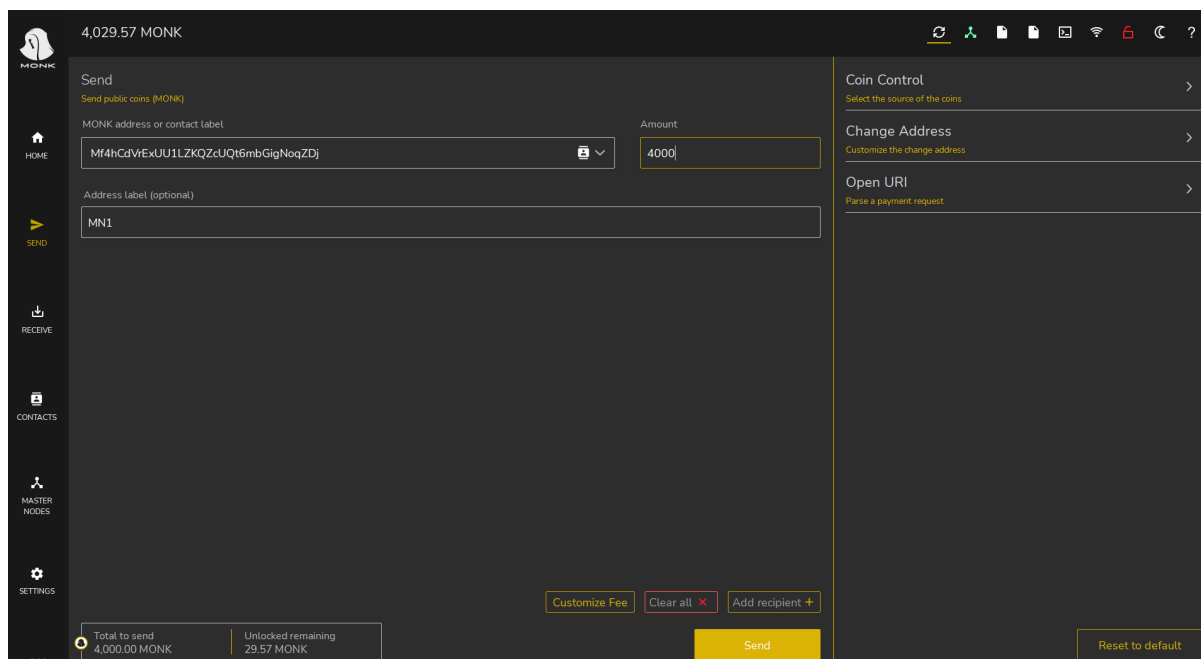 MONK
4,029.57 MONK
?
HOME
SEND
RECEIVE
CONTACTS
MASTER
NODES
SETTINGS
Send
Send public coins (MONK)
MONK address or contact label
Amount
Mf4hCdVrExUU1LZKQZcUQt6mbGigNoqZDj
4000
Address label (optional)
MN1
Customize Fee
Clear all ×
Add recipient +
Total to send
4,000.00 MONK
Unlocked remaining
29.57 MONK
Send
Coin Control
Select the source of the coins
Change Address
Customize the change address
Open URI
Parse a payment request
Reset to default